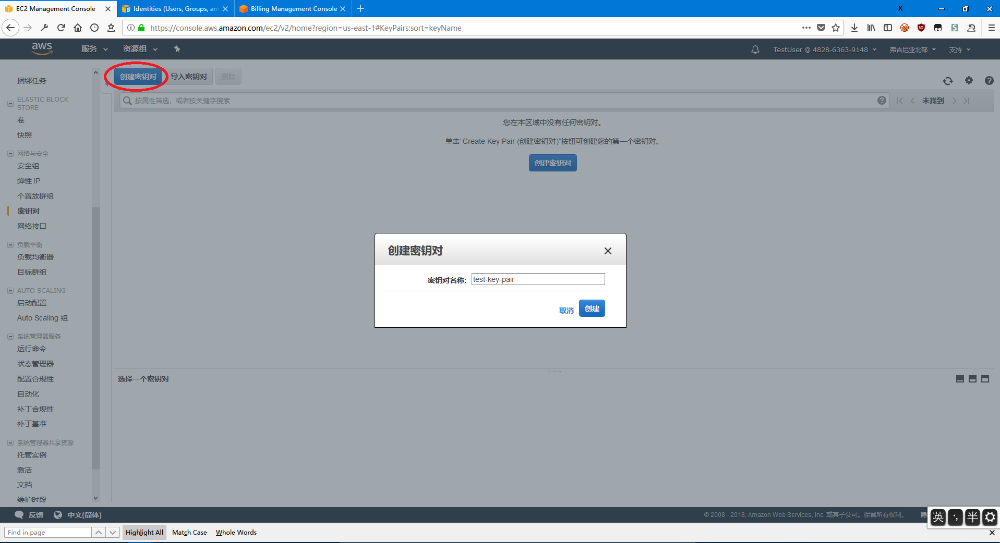 EC2 Management Console
Identities (Users, Groups, an
Billing Management Console
X
https://console.aws.amazon.com/ec2/v2/home?region=us-east-1#KeyPairs:sort=keyName
aws
服务
资源组
TestUser @ 4828-6363-9148
弗吉尼亚北部
支持
捆绑任务
ELASTIC BLOCK
STORE
卷
快照
网络与安全
安全组
弹性 IP
个置放群组
密钥对
网络接口
负载平衡
负载均衡器
目标群组
AUTO SCALING
启动配置
Auto Scaling 组
系统管理器服务
运行命令
状态管理器
配置合规性
自动化
补丁合规性
补丁基准
系统管理器共享资源
托管实例
激活
文档
维护时段
创建密钥对
导入密钥对
删除
按属性筛选，或者按关键字搜索
未找到
您在本区域中没有任何密钥对。
单击“Create Key Pair (创建密钥对)”按钮可创建您的第一个密钥对。
创建密钥对
创建密钥对
密钥对名称:
test-key-pair
取消
创建
选择一个密钥对
反馈
中文(简体)
© 2008 - 2018, Amazon Web Services, Inc. 或其子公司。保留所有权利。
隐
英
半
Find in page
Highlight All
Match Case
Whole Words